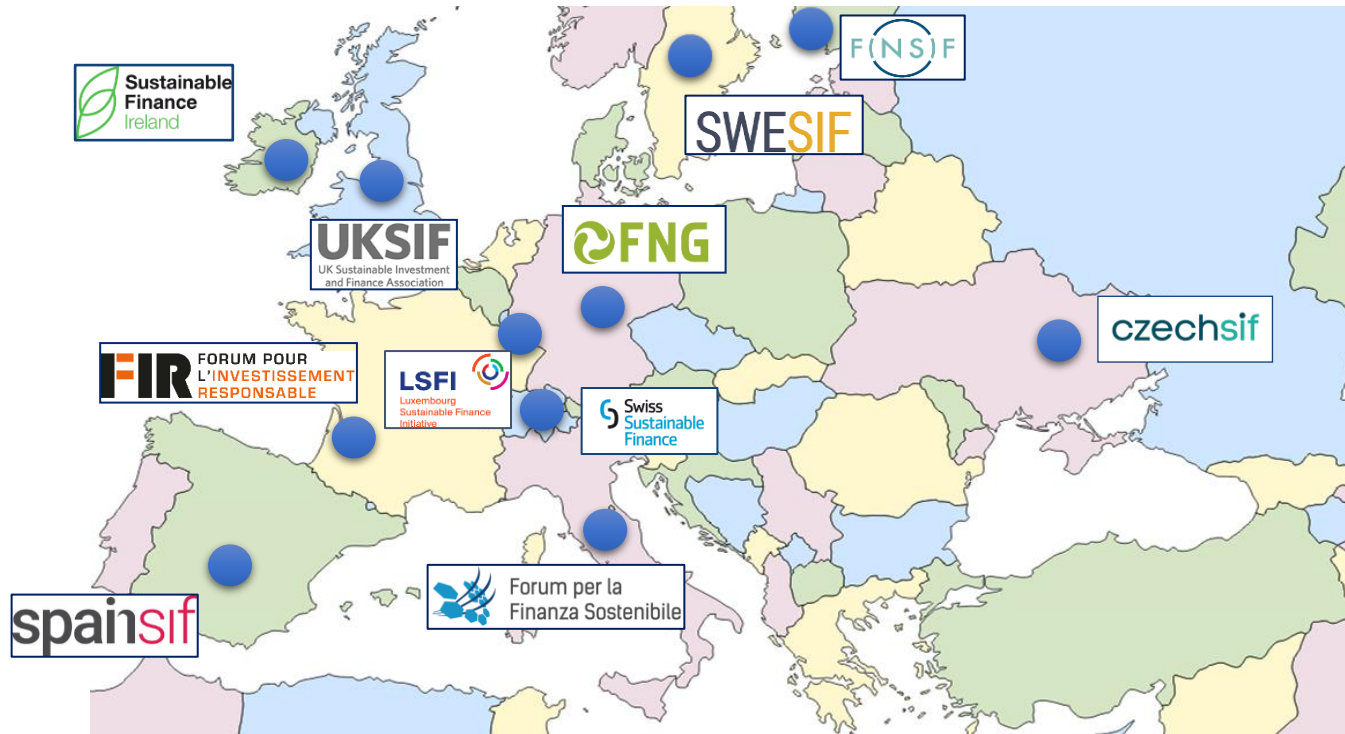 FINSIF
Sustainable
Finance
Ireland
SWESIF
UKSIF
UK Sustainable Investment
and Finance Association
FNG
czechsif
FIR FORUM POUR
L'INVESTISSEMENT
RESPONSABLE
LSFI
Luxembourg
Sustainable Finance
Initiative
Swiss
Sustainable
Finance
Forum per la
Finanza Sostenibile
spainsif